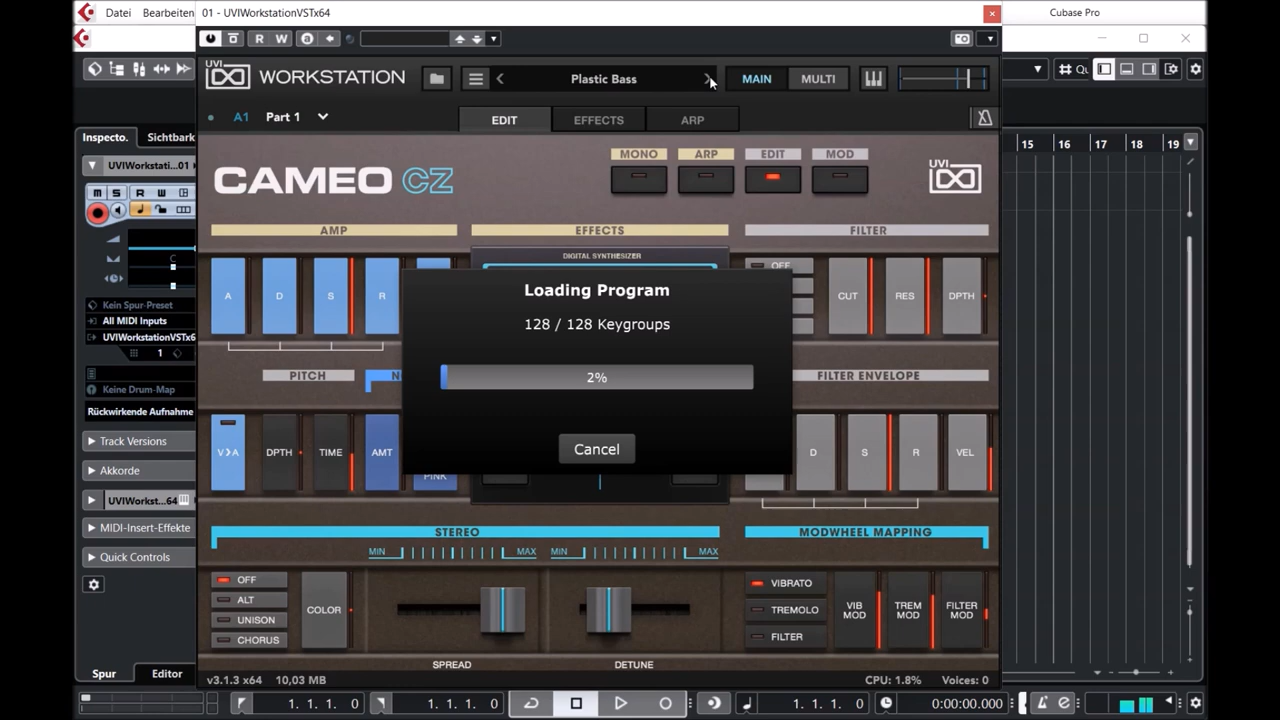 Datei Bearbeiten
01 - UVIWorkstationVSTx64
Cubase Pro
R W
UVI WORKSTATION
Plastic Bass
MAIN MULTI
A1 Part 1
EDIT EFFECTS ARP
Inspecto. Sichtbark
UVIWorkstati...01
m S R W
C
Kein Spur-Preset
All MIDI Inputs
UVIWorkstationVSTx6
1
Keine Drum-Map
Rückwirkende Aufnahme
Track Versions
Akkorde
UVIWorkst...64
MIDI-Insert-Effekte
Quick Controls
Spur Editor
CAMEO CZ
MONO ARP EDIT MOD
UVI
AMP EFFECTS FILTER
DIGITAL SYNTHESIZER
A D S R
OFF
CUT RES DPTH
Loading Program
128 / 128 Keygroups
2%
Cancel
PITCH
FILTER ENVELOPE
V>A DPTH TIME AMT
PINK
D S R VEL
STEREO
MODWHEEL MAPPING
MIN MAX MIN MAX
OFF
ALT
UNISON
CHORUS
COLOR
SPREAD DETUNE
VIBRATO
TREMOLO
FILTER
VIB MOD
TREM MOD
FILTER MOD
v3.1.3 x64 10,03 MB
CPU: 1.8% Voices: 0
15 16 17 18 19
1. 1. 1. 0
1. 1. 1. 0
1. 1. 1. 0
0:00:00.000